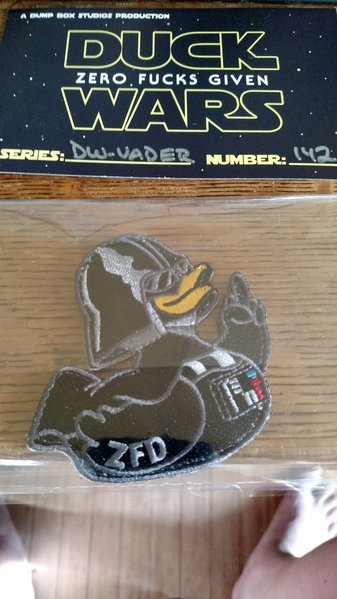 A DUMP BOX STUDIOS PRODUCTION
DUCK
ZERO FUCKS GIVEN
WARS
SERIES: DW-VADER NUMBER: 142
ZFD